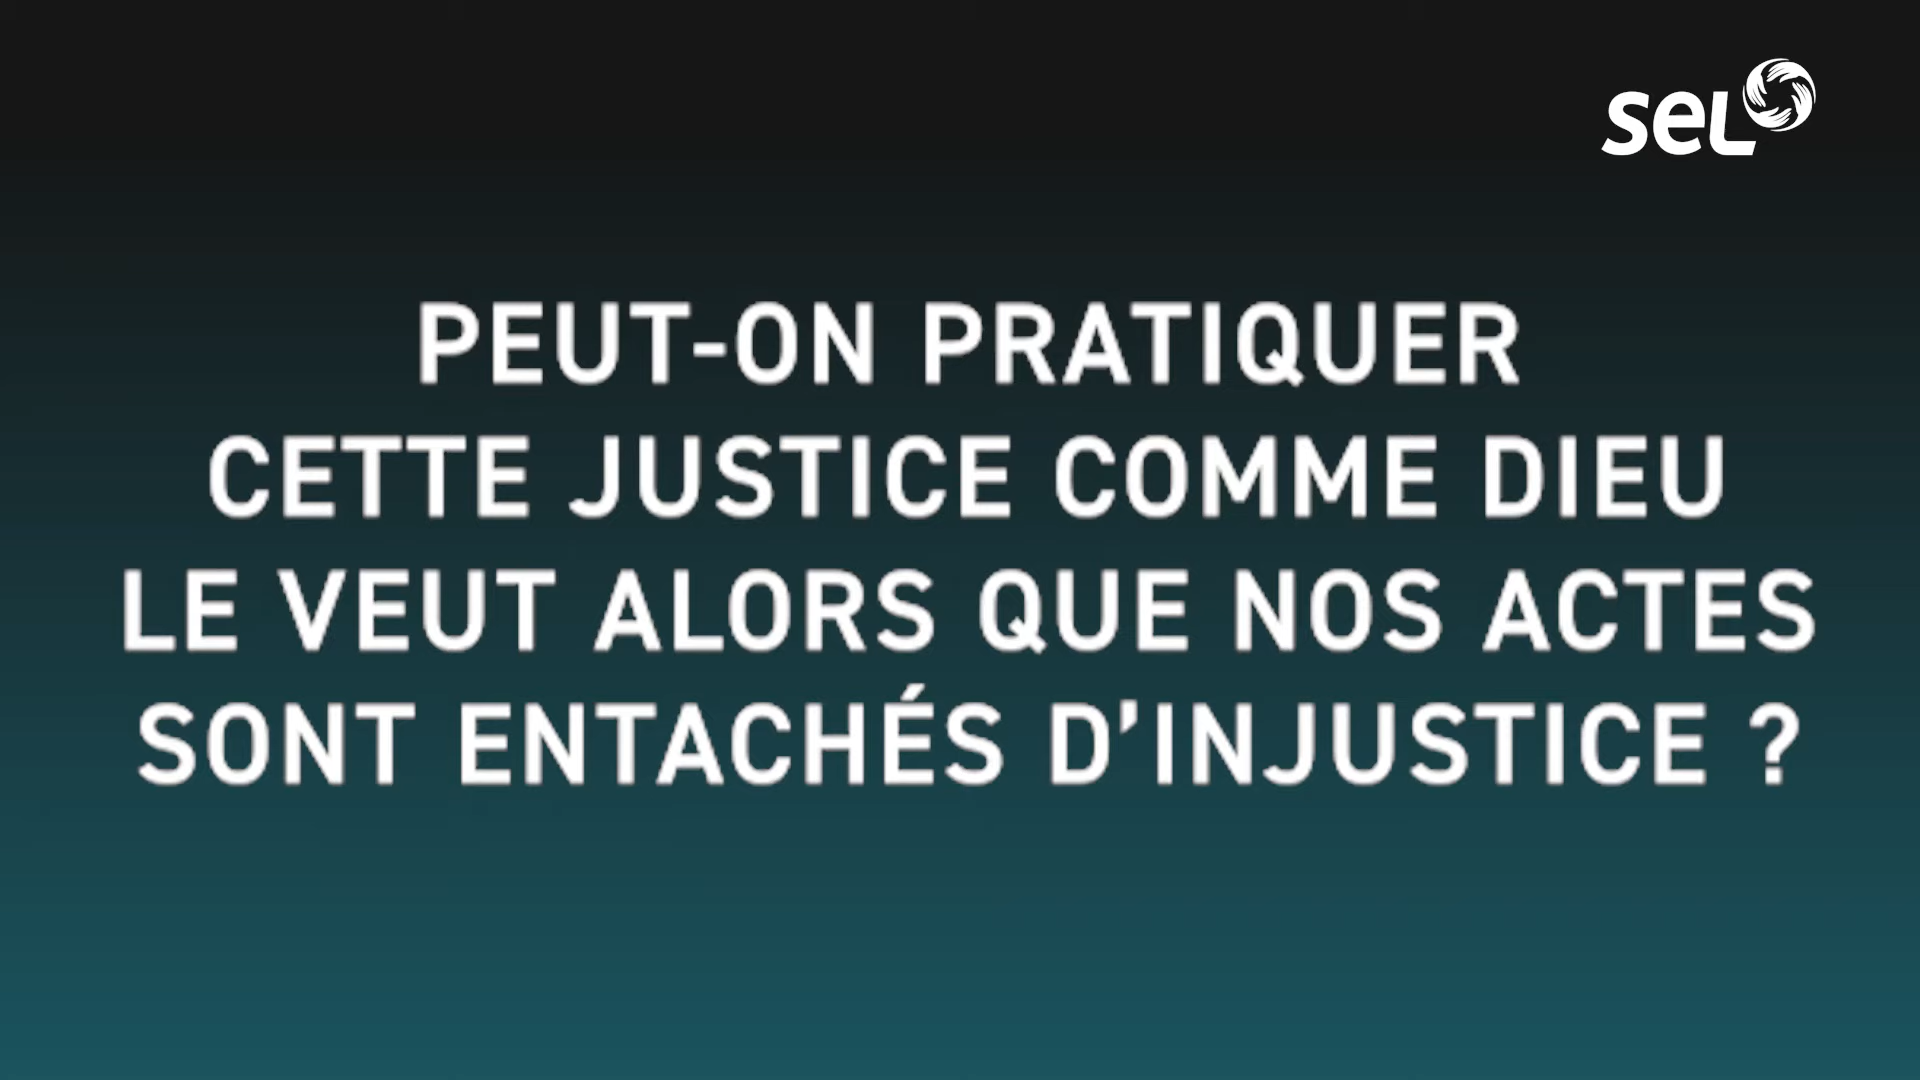 sel
PEUT-ON PRATIQUER
CETTE JUSTICE COMME DIEU
LE VEUT ALORS QUE NOS ACTES
SONT ENTACHÉS D’INJUSTICE ?